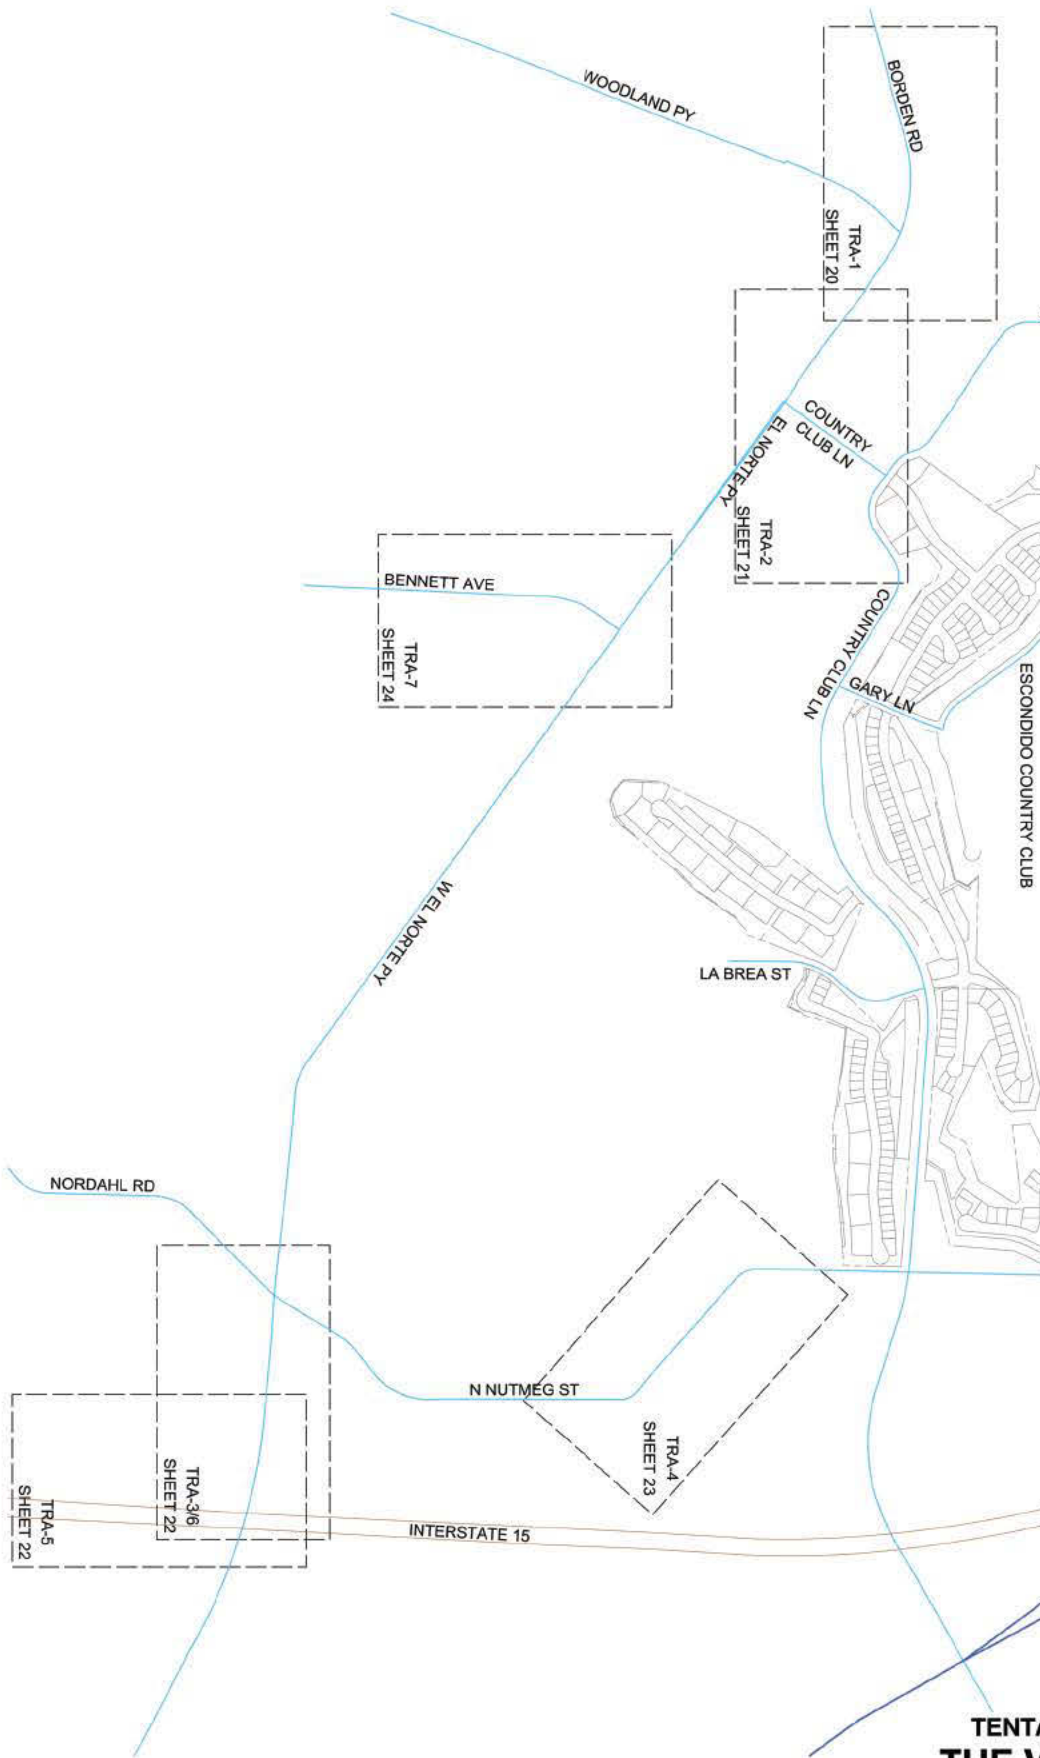 WOODLAND PY
BORDEN RD
TRA-1
SHEET 20
COUNTRY
CLUB LN
EL NORTE PY
TRA-2
SHEET 21
BENNETT AVE
TRA-7
SHEET 24
COUNTRY CLUB LN
GARY LN
ESCONDIDO COUNTRY CLUB
W EL NORTE PY
LA BREA ST
NORDAHL RD
N NUTMEG ST
TRA-4
SHEET 23
TRA-3/6
SHEET 22
TRA-5
SHEET 22
INTERSTATE 15
TENTA
THE V